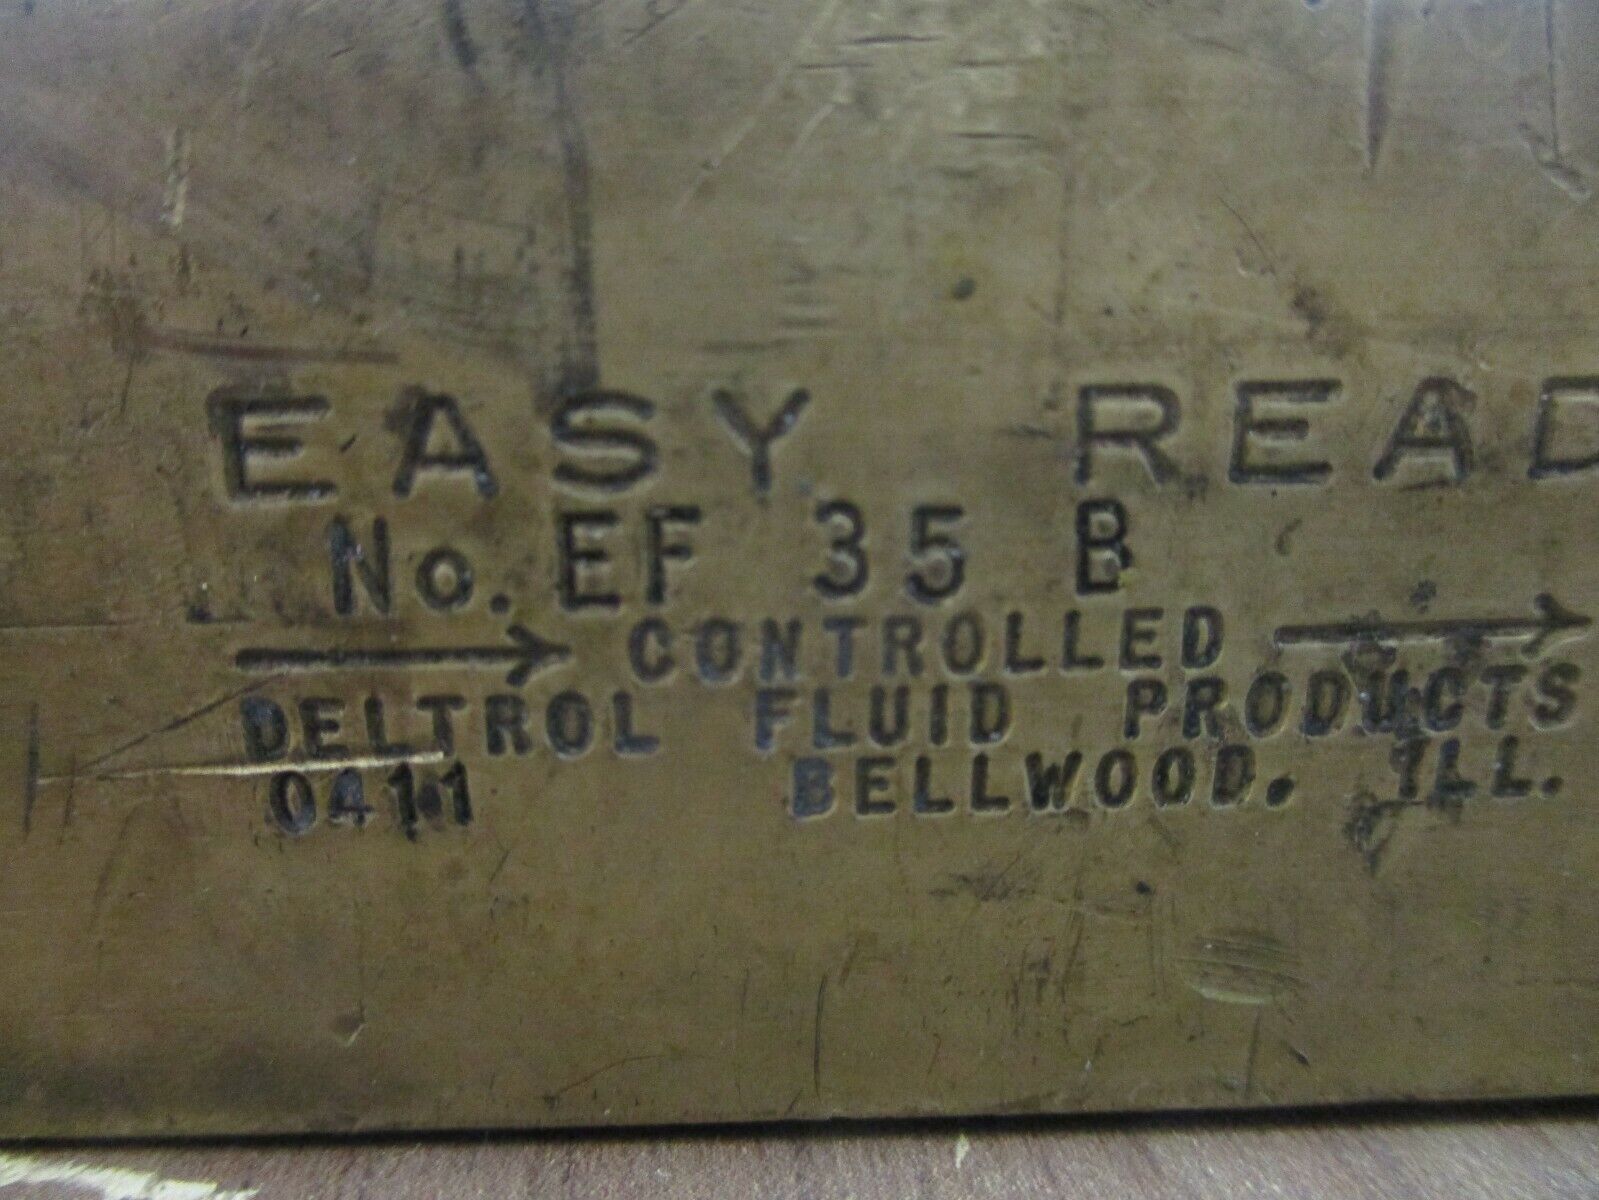 EASY READ
No. EF 35 B
→ CONTROLLED →
DELTROL FLUID PRODUCTS
0411 BELLWOOD. ILL.